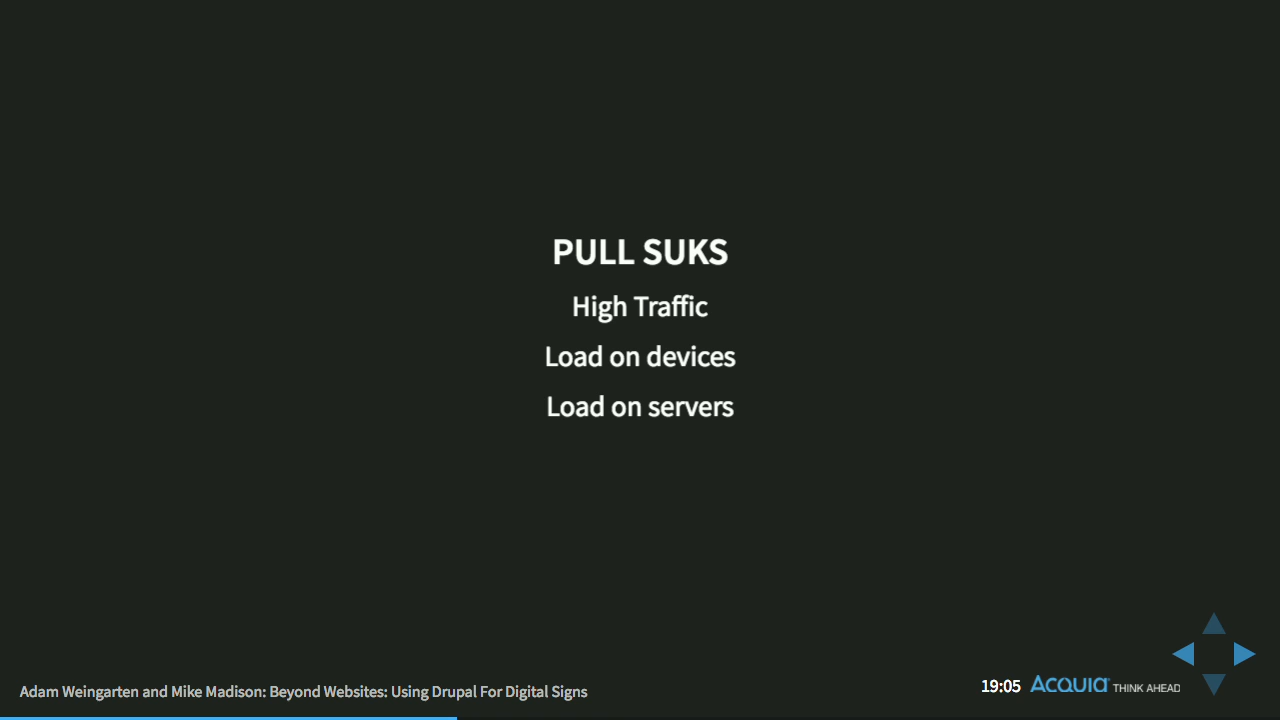 PULL SUKS
High Traffic
Load on devices
Load on servers
Adam Weingarten and Mike Madison: Beyond Websites: Using Drupal For Digital Signs
19:05 Acquia THINK AHEAD